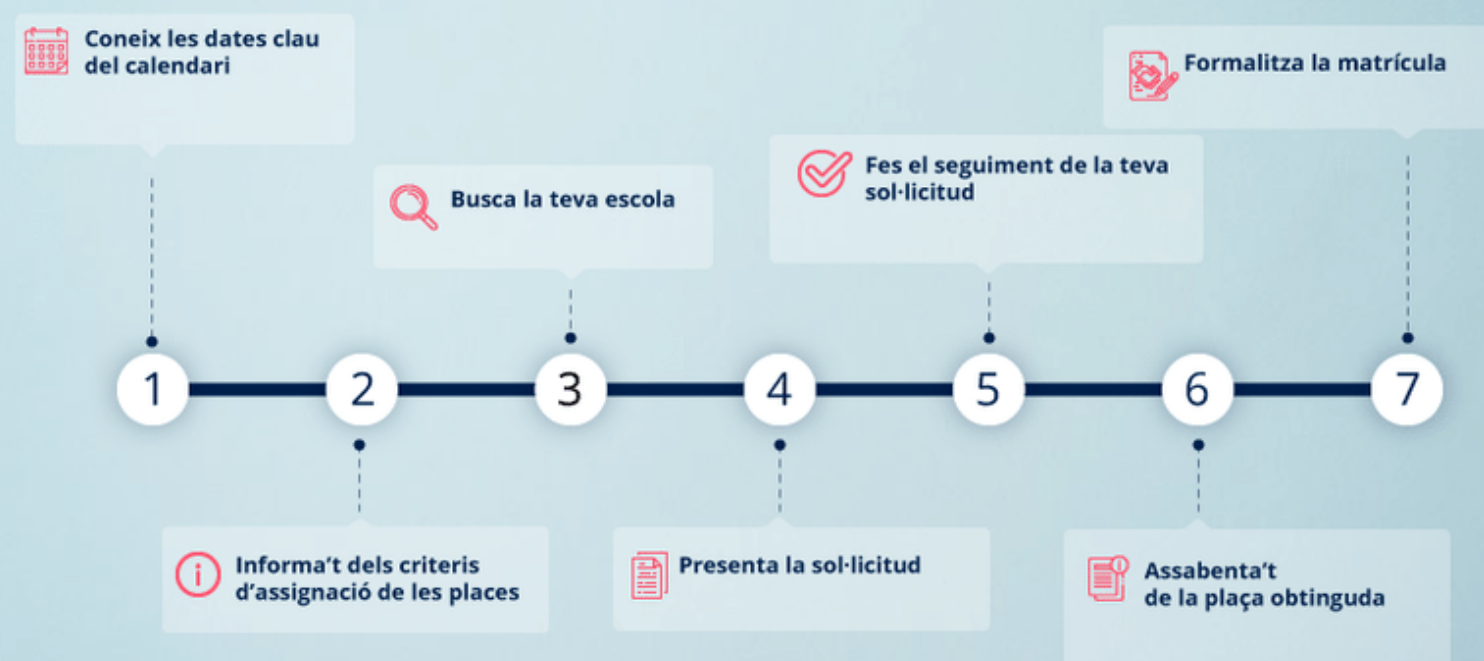 Coneix les dates clau
del calendari
Formalitza la matrícula
Fes el seguiment de la teva
sol·licitud
Busca la teva escola
1
2
3
4
5
6
7
Informa't dels criteris
d'assignació de les places
Presenta la sol·licitud
Assabenta't
de la plaça obtinguda